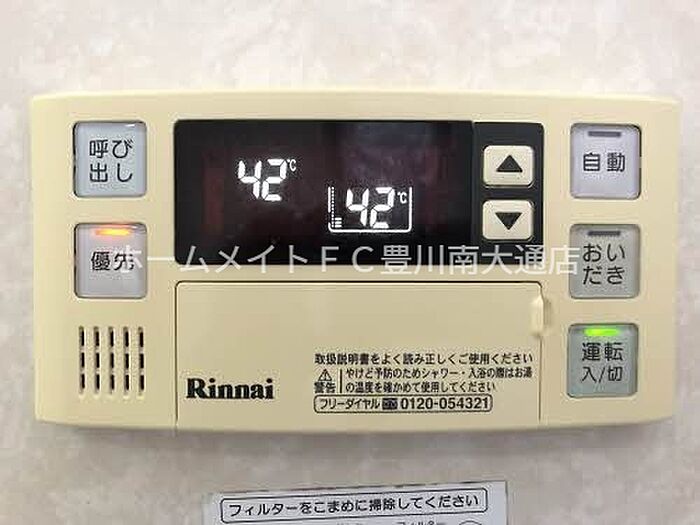 呼び
出し
優先
42℃
42℃
▲
▼
自動
おい
だき
運転
入/切
ホームメイトFC豊川南大通店
取扱説明書をよく読み正しくご使用ください
警告
やけど予防のためシャワー・入浴の際はお湯
の温度を確かめて使用してください
Rinnai
フリーダイヤル 0120-054321
フィルターをこまめに掃除してください